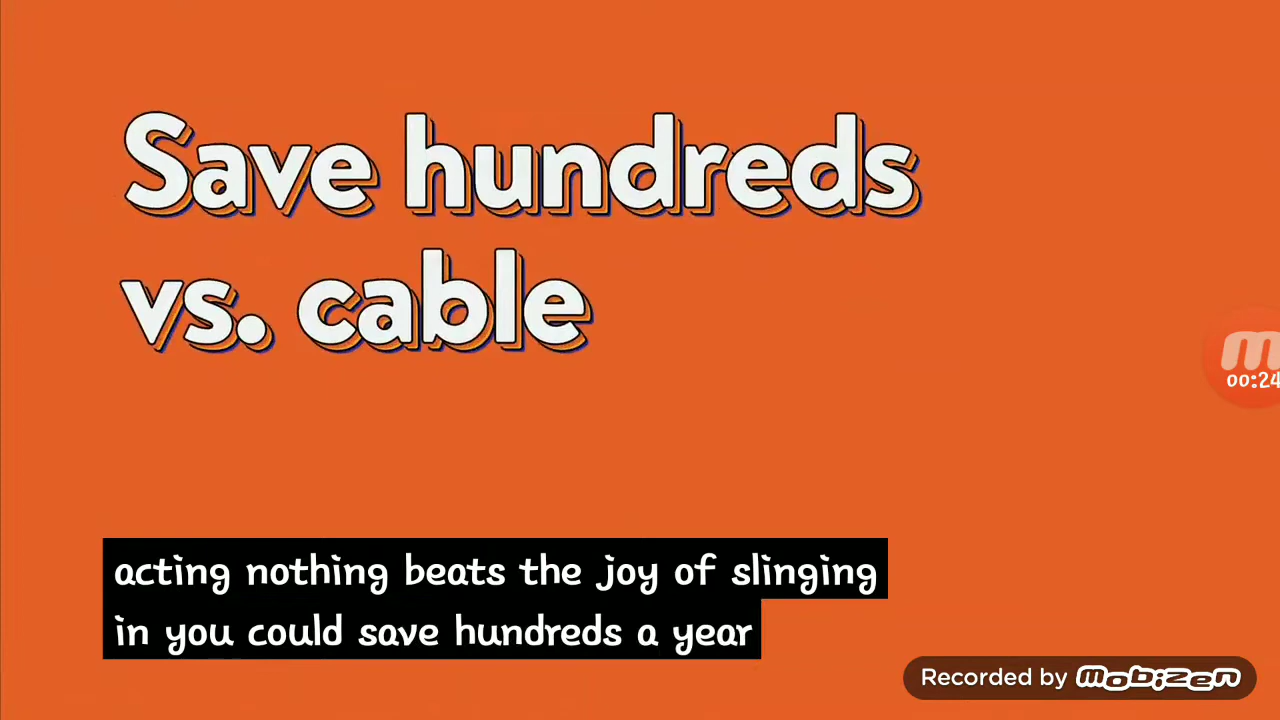 Save hundreds
vs. cable
00:24
acting nothing beats the joy of slinging
in you could save hundreds a year
Recorded by mobizen